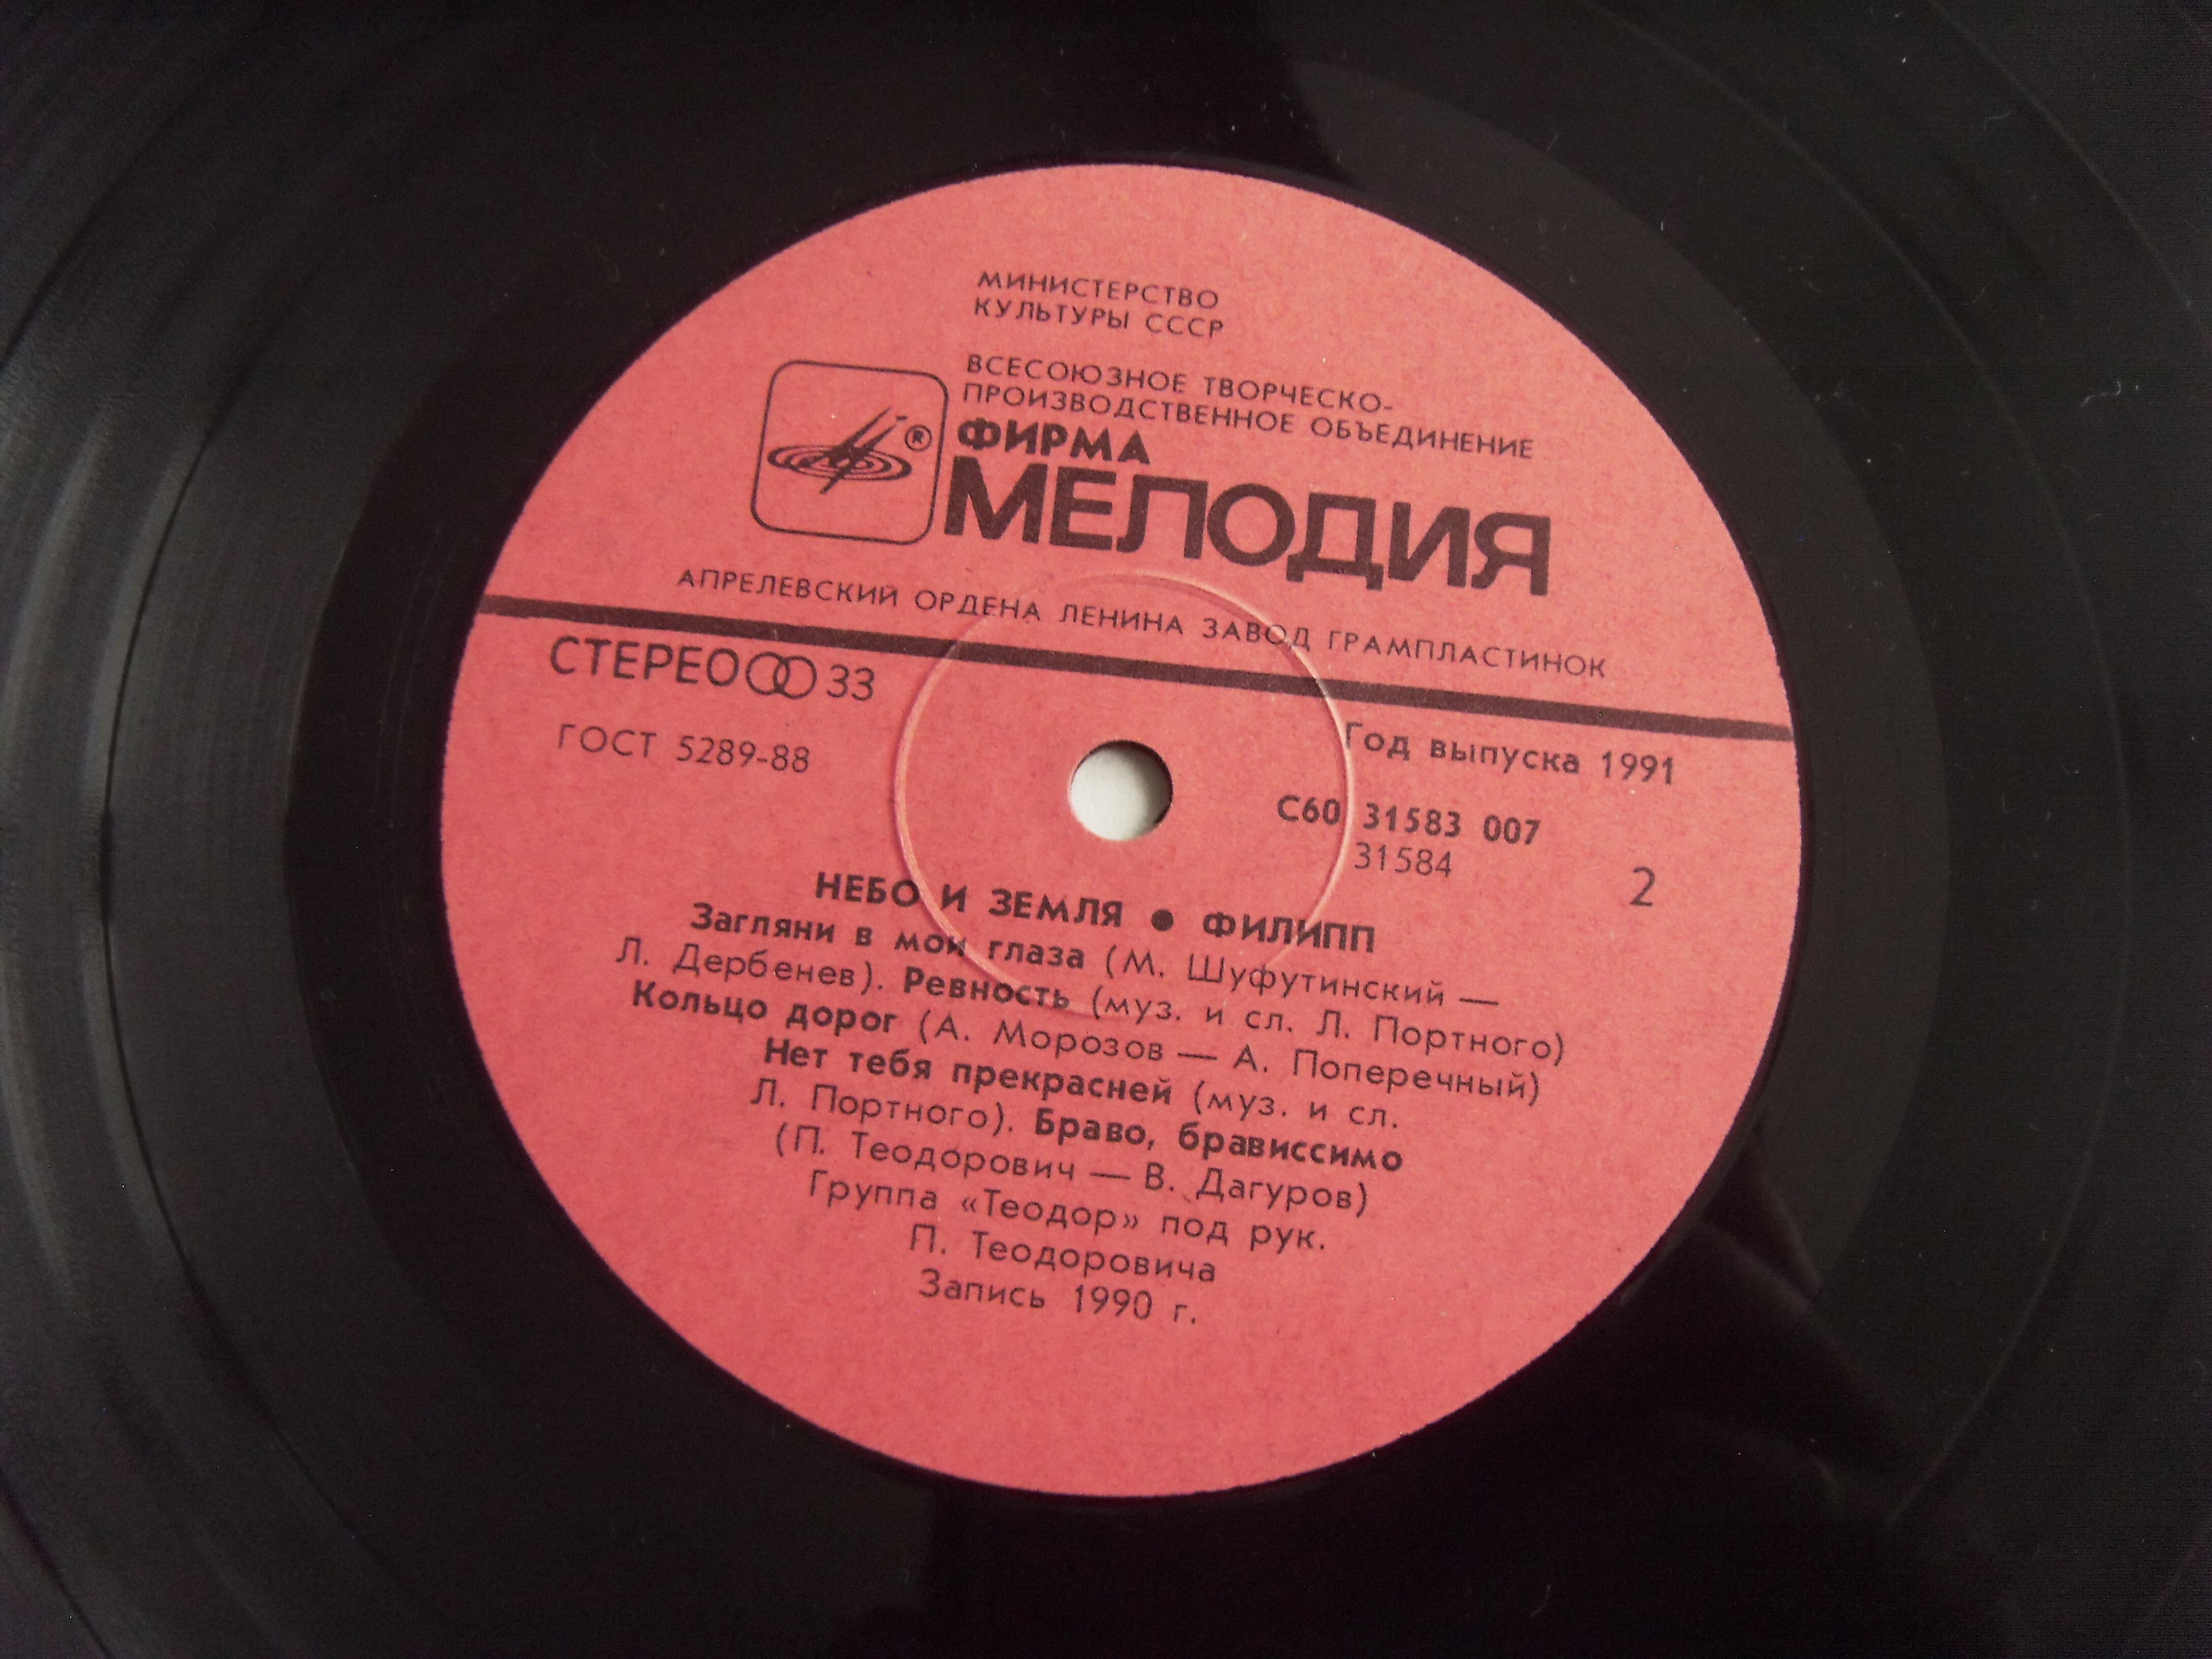 МИНИСТЕРСТВО
КУЛЬТУРЫ СССР
ВСЕСОЮЗНОЕ ТВОРЧЕСКО-
ПРОИЗВОДСТВЕННОЕ ОБЪЕДИНЕНИЕ
®
ФИРМА
МЕЛОДИЯ
АПРЕЛЕВСКИЙ ОРДЕНА ЛЕНИНА ЗАВОД ГРАМПЛАСТИНОК
СТЕРЕО 33
ГОСТ 5289-88
Год выпуска 1991
С60 31583 007
31584
2
НЕБО И ЗЕМЛЯ ● ФИЛИПП
Загляни в мои глаза (М. Шуфутинский —
Л. Дербенев). Ревность (муз. и сл. Л. Портного)
Кольцо дорог (А. Морозов — А. Поперечный)
Нет тебя прекрасней (муз. и сл.
Л. Портного). Браво, брависсимо
(П. Теодорович — В. Дагуров)
Группа «Теодор» под рук.
П. Теодоровича
Запись 1990 г.